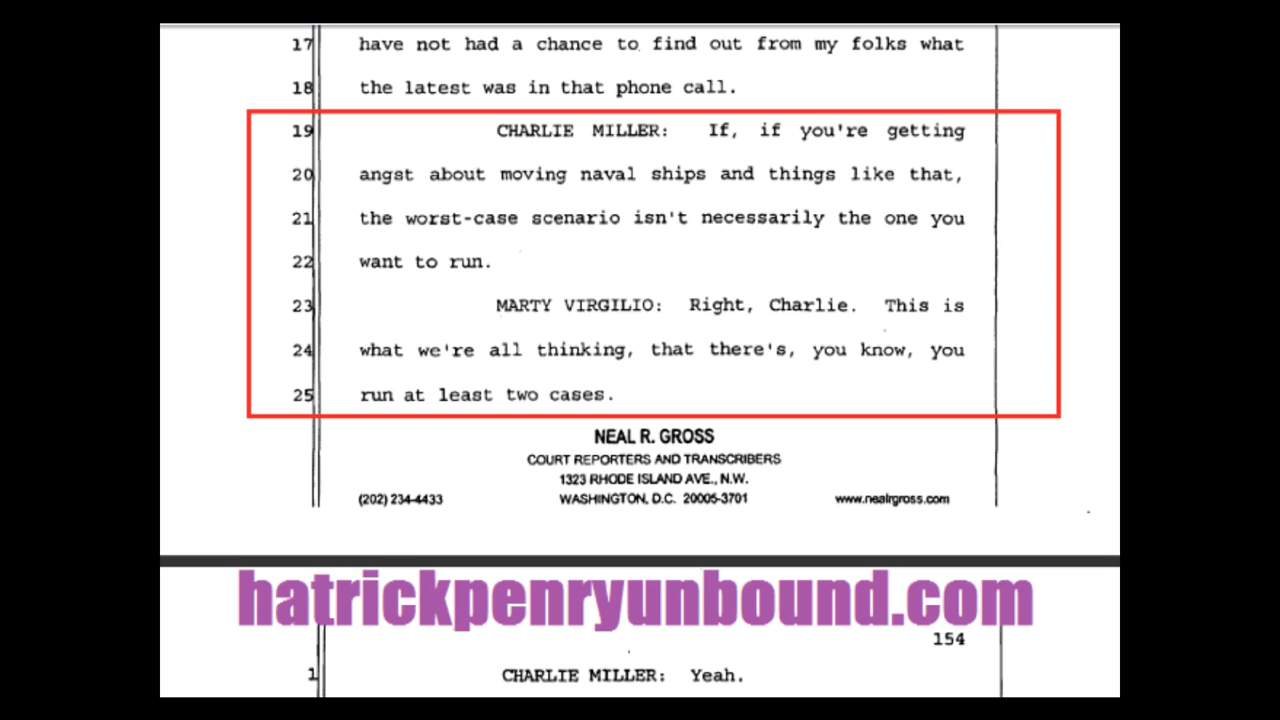 17 have not had a chance to find out from my folks what
18 the latest was in that phone call.
19 CHARLIE MILLER: If, if you're getting
20 angst about moving naval ships and things like that,
21 the worst-case scenario isn't necessarily the one you
22 want to run.
23 MARTY VIRGILIO: Right, Charlie. This is
24 what we're all thinking, that there's, you know, you
25 run at least two cases.
NEAL R. GROSS
COURT REPORTERS AND TRANSCRIBERS
1323 RHODE ISLAND AVE., N.W.
(202) 234-4433 WASHINGTON, D.C. 20005-3701 www.nealrgross.com
hatrickpenryunbound.com
154
1 CHARLIE MILLER: Yeah.